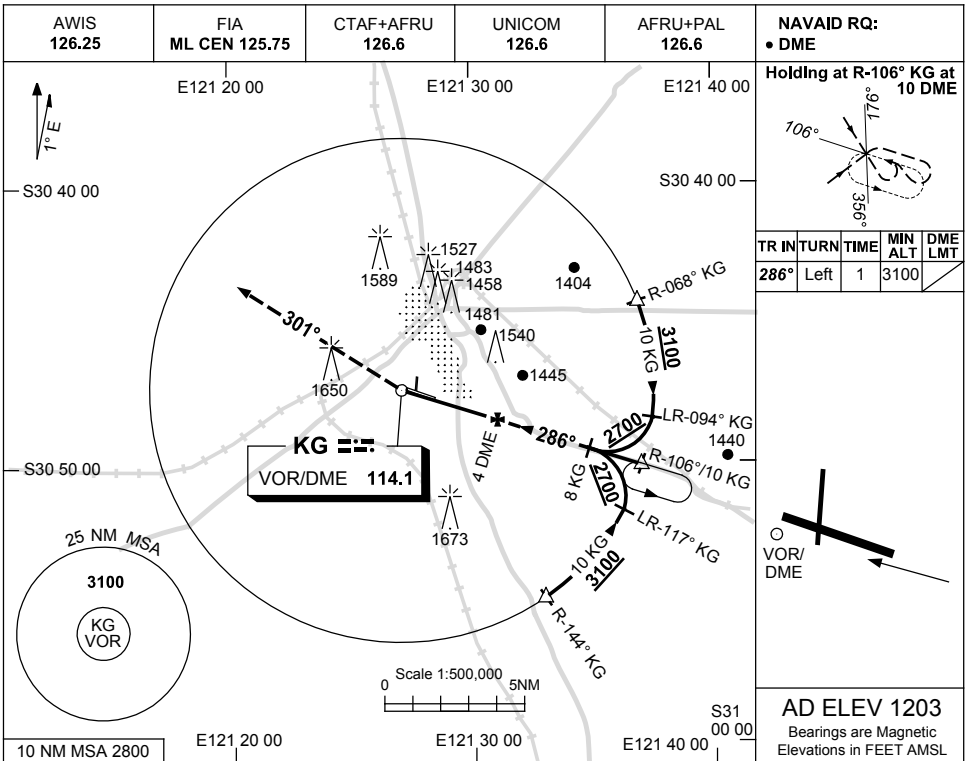 AWIS
126.25
FIA
ML CEN 125.75
CTAF+AFRU
126.6
UNICOM
126.6
AFRU+PAL
126.6
NAVAID RQ:
• DME
Holding at R-106° KG at
10 DME
176°
106°
356°
TR IN
TURN
TIME
MIN
ALT
DME
LMT
286°
Left
1
3100
E121 20 00
E121 30 00
E121 40 00
1° E
S30 40 00
S30 40 00
1589
1527
1483
1458
1404
R-068° KG
1481
1540
1445
301°
1650
3100
10 KG
LR-094° KG
2700
286°
1440
R-106°/10 KG
4 DME
8 KG
2700
KG
VOR/DME 114.1
S30 50 00
LR-117° KG
1673
10 KG
3100
R-144° KG
25 NM MSA
3100
KG
VOR
VOR/
DME
Scale 1:500,000
0
5NM
S31
00 00
E121 20 00
E121 30 00
E121 40 00
10 NM MSA 2800
AD ELEV 1203
Bearings are Magnetic
Elevations in FEET AMSL